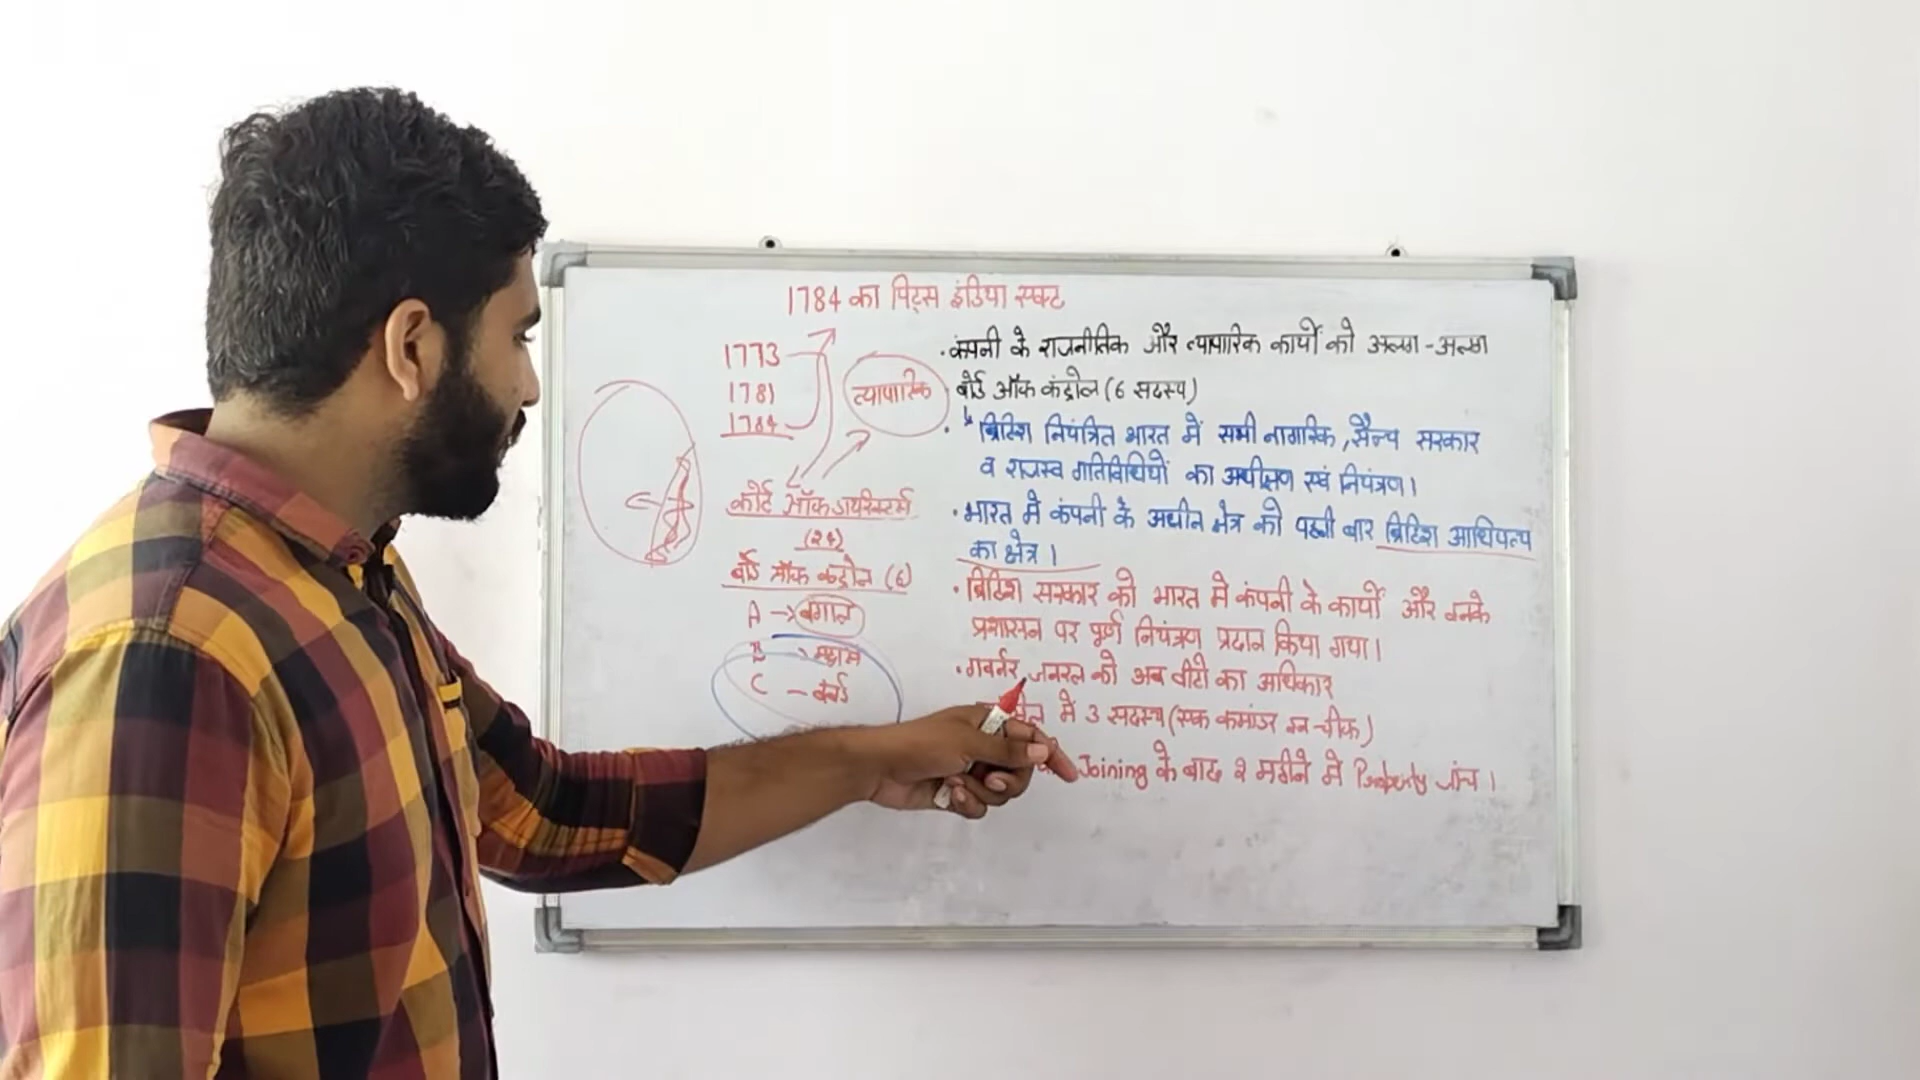 1784 का पिट्स इंडिया एक्ट
1773
1781
1784
व्यापारिक
कोर्ट ऑफ डायरेक्टर्स
(24)
बोर्ड ऑफ कंट्रोल (6)
A → बंगाल
B → मद्रास
C - बंबई
• कंपनी के राजनीतिक और व्यापारिक कार्यों को अलग-अलग
• बोर्ड ऑफ कंट्रोल (6 सदस्य)
ब्रिटिश नियंत्रित भारत में सभी नागरिक, सैन्य सरकार
व राजस्व गतिविधियों का अधीक्षण एवं नियंत्रण।
• भारत में कंपनी के अधीन क्षेत्र को पहली बार ब्रिटिश आधिपत्य
का क्षेत्र।
• ब्रिटिश सरकार को भारत में कंपनी के कार्यों और उनके
प्रशासन पर पूर्ण नियंत्रण प्रदान किया गया।
• गवर्नर जनरल को अब वीटो का अधिकार
में 3 सदस्य (एक कमांडर इन-चीफ)
Joining के बाद 2 महीने में Property जांच।